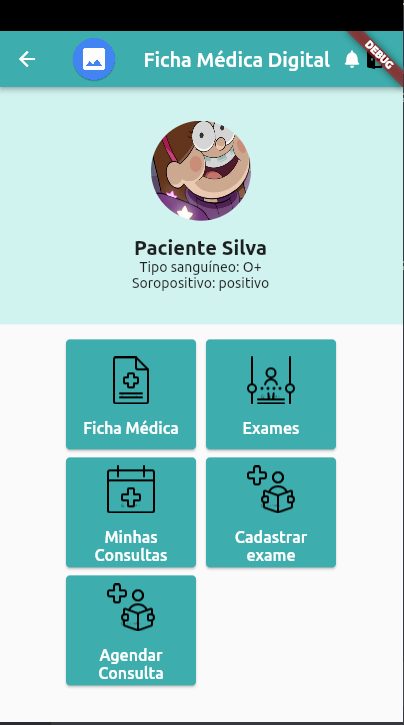 Ficha Médica Digital
DEBUG
Paciente Silva
Tipo sanguíneo: O+
Soropositivo: positivo
Ficha Médica
Exames
Minhas
Consultas
Cadastrar
exame
Agendar
Consulta